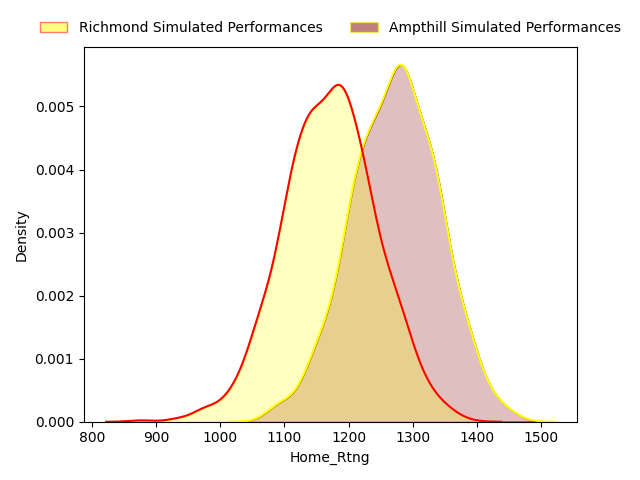 Richmond Simulated Performances Ampthill Simulated Performances
0.005
0.004
0.003
0.002
0.001
0.000
Density
800 900 1000 1100 1200 1300 1400 1500
Home_Rtng